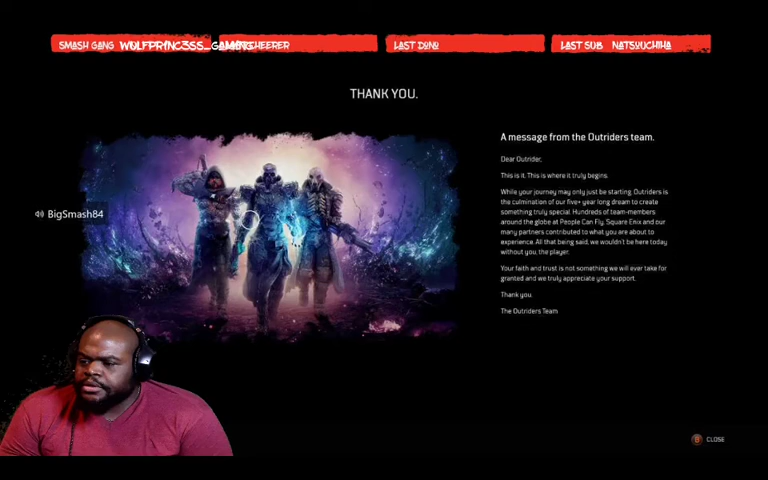 SMASH GANG WOLFPRINC3SS_GAMING CHEERER
LAST DONO
LAST SUB NATSUUCHIHA
THANK YOU.
A message from the Outriders team.
Dear Outrider,
This is it. This is where it truly begins.
While your journey may only just be starting, Outriders is
the culmination of our five+ year long dream to create
something truly special. Hundreds of team-members
around the globe at People Can Fly, Square Enix and our
many partners contributed to what you are about to
experience. All that being said, we wouldn't be here today
without you, the player.
Your faith and trust is not something we will ever take for
granted and we truly appreciate your support.
Thank you.
The Outriders Team
BigSmash84
B CLOSE